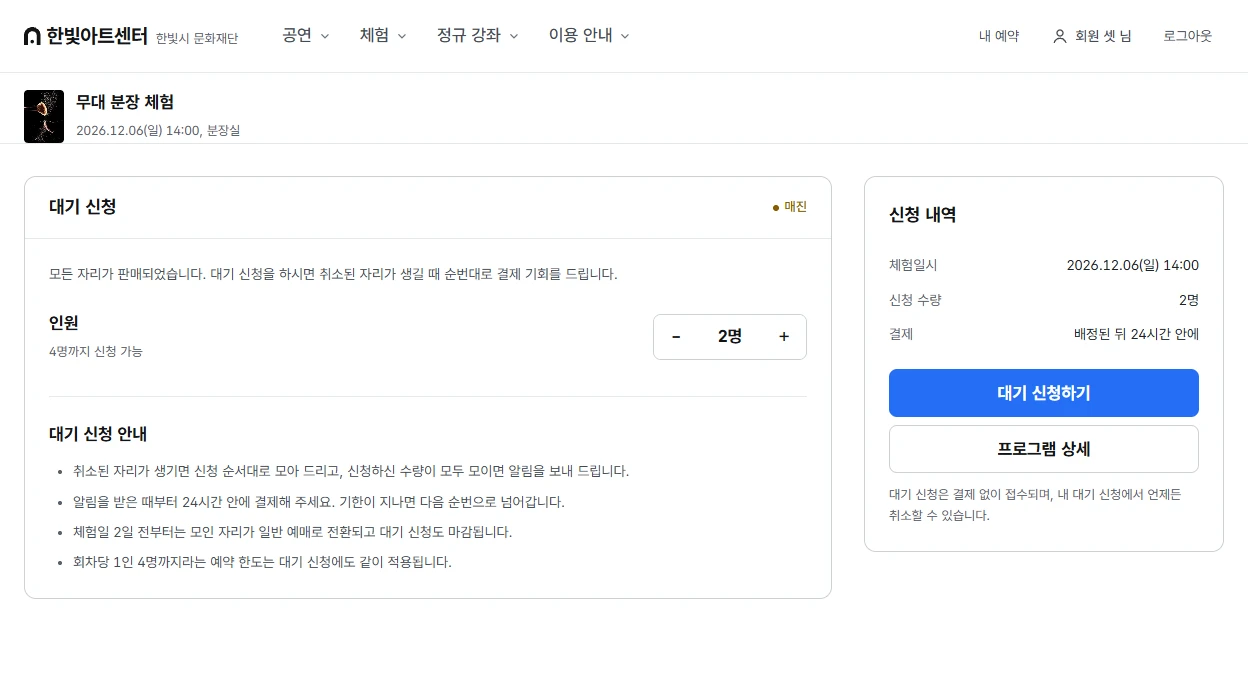 한빛아트센터 한빛시 문화재단 공연 체험 정규 강좌 이용 안내 내 예약 회원 셋 님 로그아웃
무대 분장 체험
2026.12.06(일) 14:00, 분장실
대기 신청 매진
모든 자리가 판매되었습니다. 대기 신청을 하시면 취소된 자리가 생길 때 순번대로 결제 기회를 드립니다.
인원
4명까지 신청 가능
− 2명 +
대기 신청 안내
• 취소된 자리가 생기면 신청 순서대로 모아 드리고, 신청하신 수량이 모두 모이면 알림을 보내 드립니다.
• 알림을 받은 때부터 24시간 안에 결제해 주세요. 기한이 지나면 다음 순번으로 넘어갑니다.
• 체험일 2일 전부터는 모인 자리가 일반 예매로 전환되고 대기 신청도 마감됩니다.
• 회차당 1인 4명까지라는 예약 한도는 대기 신청에도 같이 적용됩니다.
신청 내역
체험일시 2026.12.06(일) 14:00
신청 수량 2명
결제 배정된 뒤 24시간 안에
대기 신청하기
프로그램 상세
대기 신청은 결제 없이 접수되며, 내 대기 신청에서 언제든
취소할 수 있습니다.